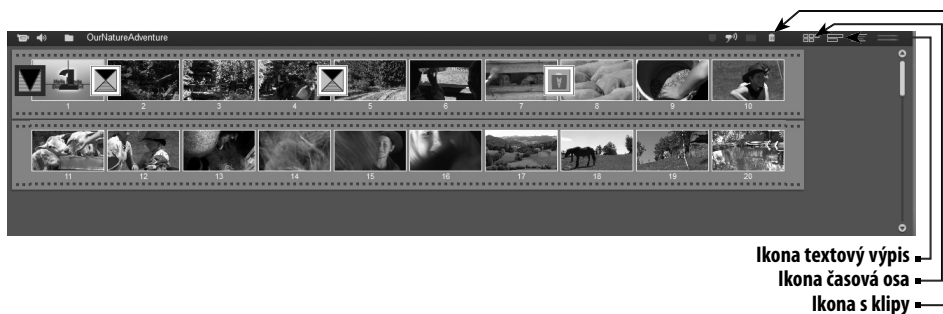 OurNatureAdventure
1 2 3 4 5 6 7 8 9 10
11 12 13 14 15 16 17 18 19 20
Ikona textový výpis
Ikona časová osa
Ikona s klipy